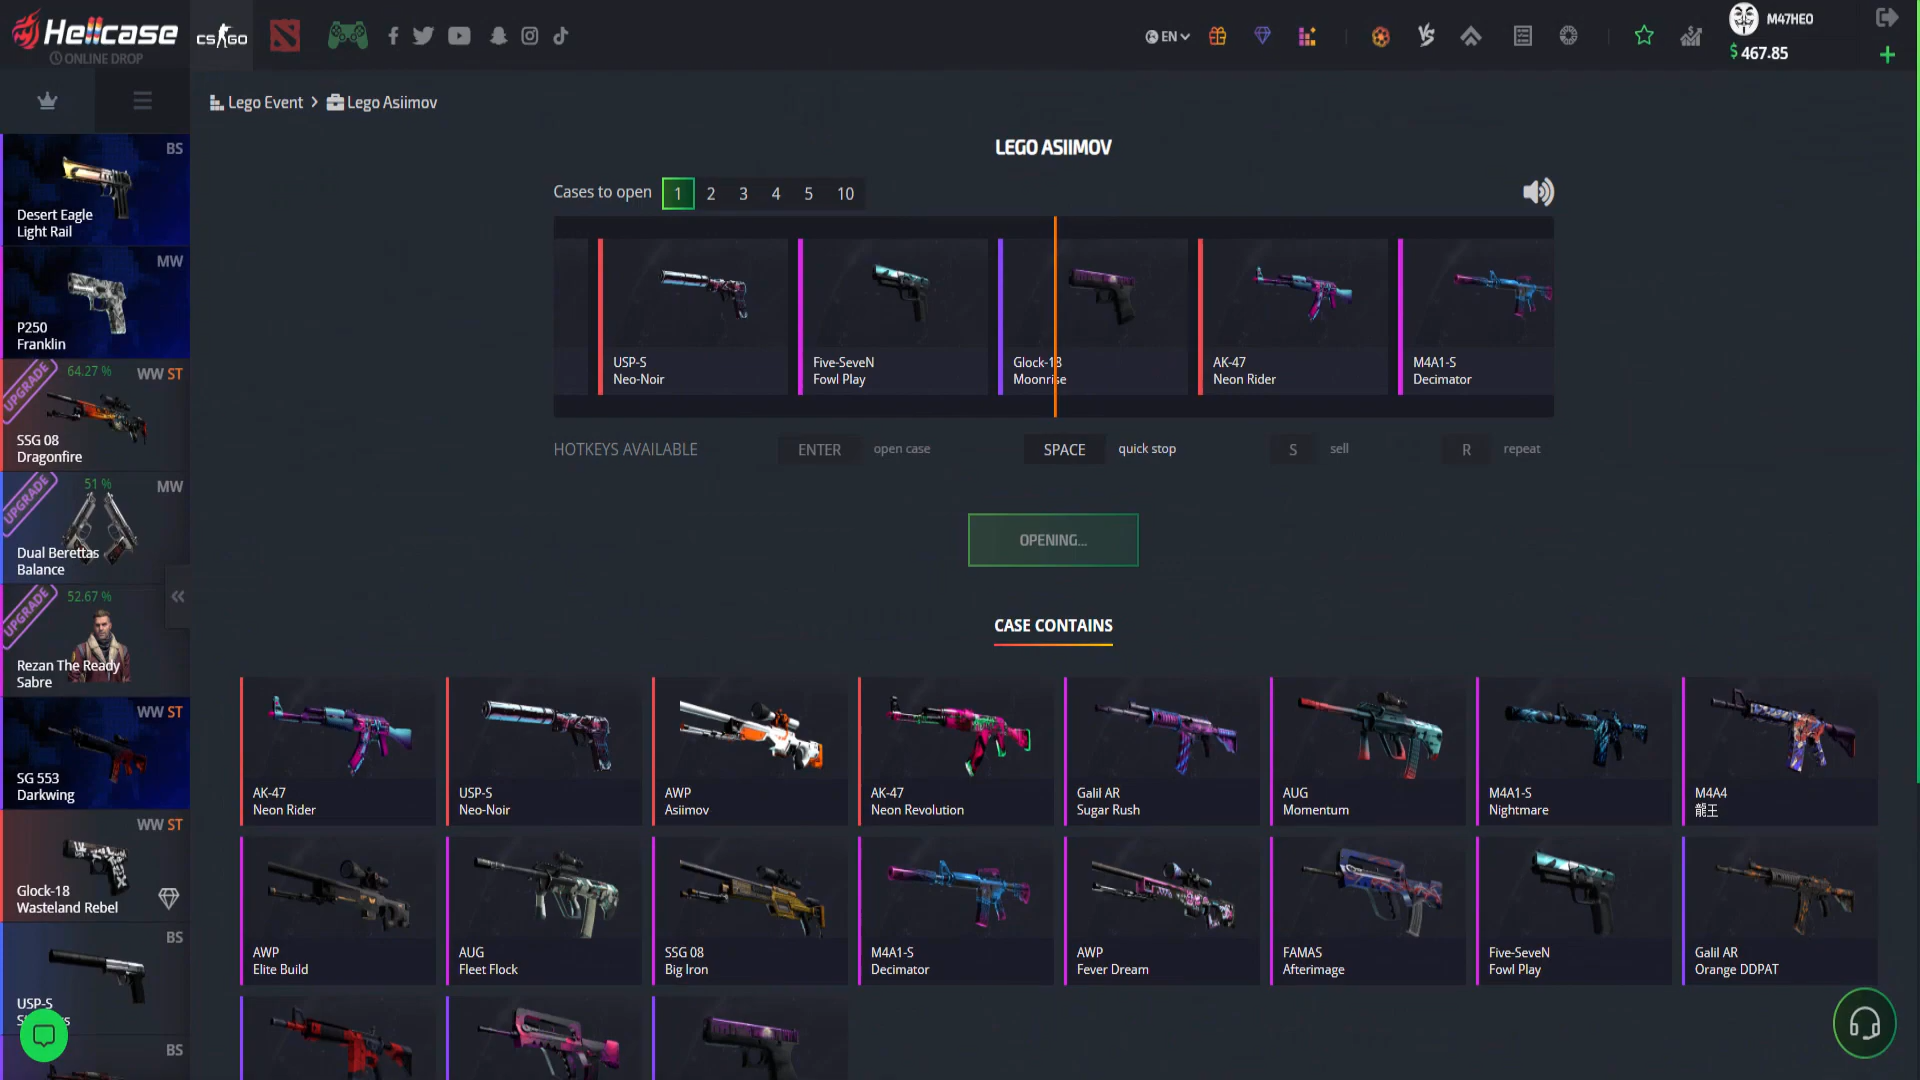 Hellcase
ONLINE DROP
CS GO
EN
M47HEO
$ 467.85
Lego Event > Lego Asiimov
LEGO ASIIMOV
Cases to open 1 2 3 4 5 10
USP-S
Neo-Noir
Five-SeveN
Fowl Play
Glock-18
Moonrise
AK-47
Neon Rider
M4A1-S
Decimator
HOTKEYS AVAILABLE ENTER open case SPACE quick stop S sell R repeat
OPENING...
CASE CONTAINS
AK-47
Neon Rider
USP-S
Neo-Noir
AWP
Asiimov
AK-47
Neon Revolution
Galil AR
Sugar Rush
AUG
Momentum
M4A1-S
Nightmare
M4A4
龍王
AWP
Elite Build
AUG
Fleet Flock
SSG 08
Big Iron
M4A1-S
Decimator
AWP
Fever Dream
FAMAS
Afterimage
Five-SeveN
Fowl Play
Galil AR
Orange DDPAT
BS
Desert Eagle
Light Rail
MW
P250
Franklin
UPGRADE
64.27 %
WW ST
SSG 08
Dragonfire
UPGRADE
51 %
MW
Dual Berettas
Balance
UPGRADE
52.67 %
Rezan The Ready
Sabre
WW ST
SG 553
Darkwing
WW ST
Glock-18
Wasteland Rebel
BS
USP-S
BS